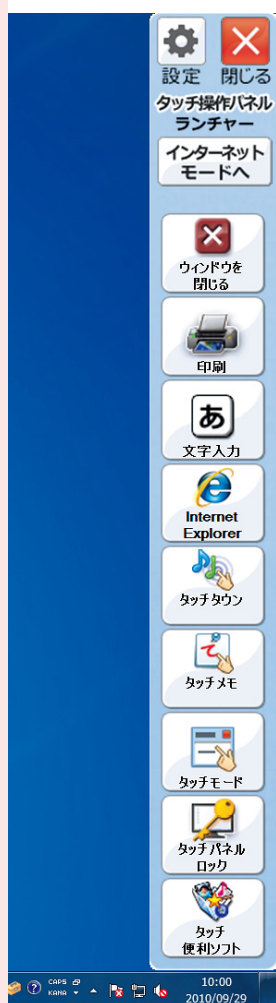 設定 閉じる
タッチ操作パネル
ランチャー
インターネット
モードへ
ウィンドウを
閉じる
印刷
あ
文字入力
Internet
Explorer
タッチタウン
て
タッチメモ
タッチモード
タッチパネル
ロック
タッチ
便利ソフト
CAPS
KANA
10:00
2010/09/29